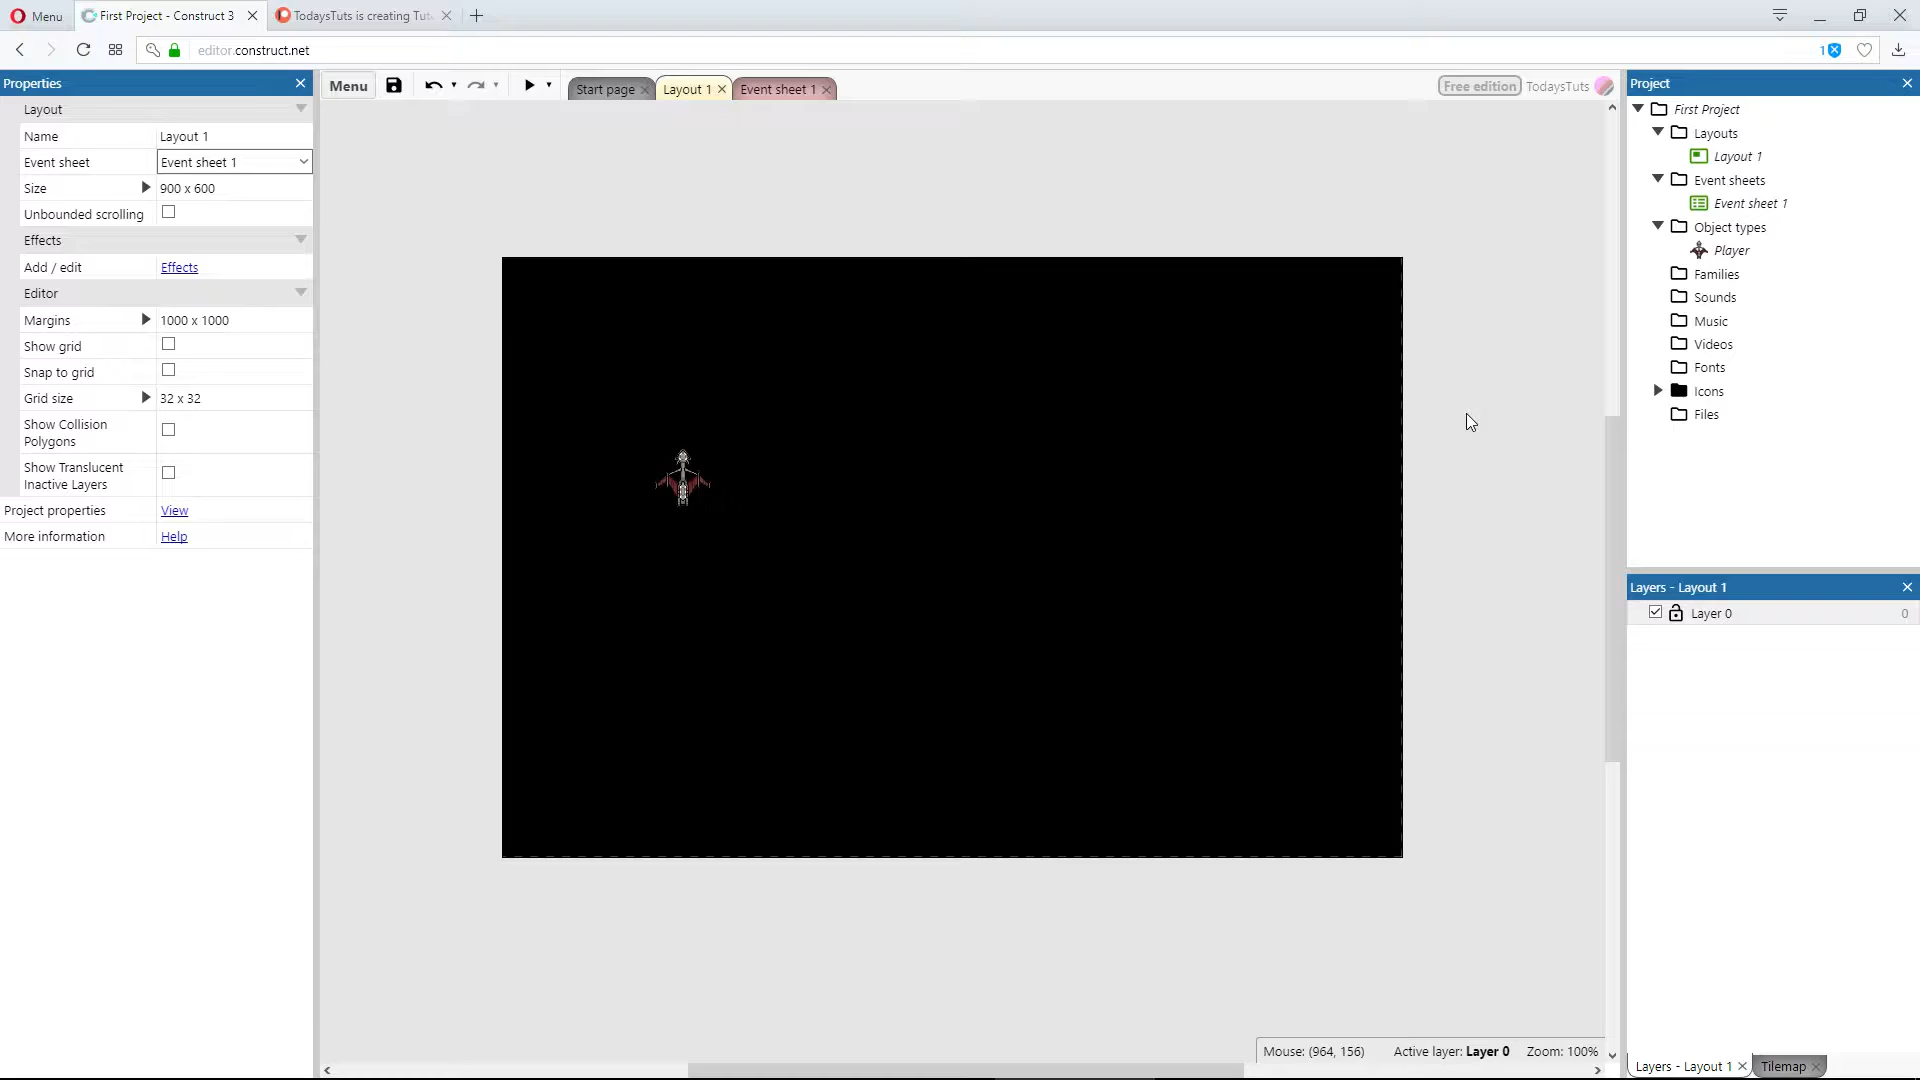 Menu
First Project - Construct 3
TodaysTuts is creating Tut
editor.construct.net
1
Properties
Layout
Name Layout 1
Event sheet Event sheet 1
Size 900 x 600
Unbounded scrolling
Effects
Add / edit Effects
Editor
Margins 1000 x 1000
Show grid
Snap to grid
Grid size 32 x 32
Show Collision
Polygons
Show Translucent
Inactive Layers
Project properties View
More information Help
Menu
Start page
Layout 1
Event sheet 1
Free edition TodaysTuts
Mouse: (964, 156) Active layer: Layer 0 Zoom: 100%
Project
First Project
Layouts
Layout 1
Event sheets
Event sheet 1
Object types
Player
Families
Sounds
Music
Videos
Fonts
Icons
Files
Layers - Layout 1
Layer 0 0
Layers - Layout 1 Tilemap